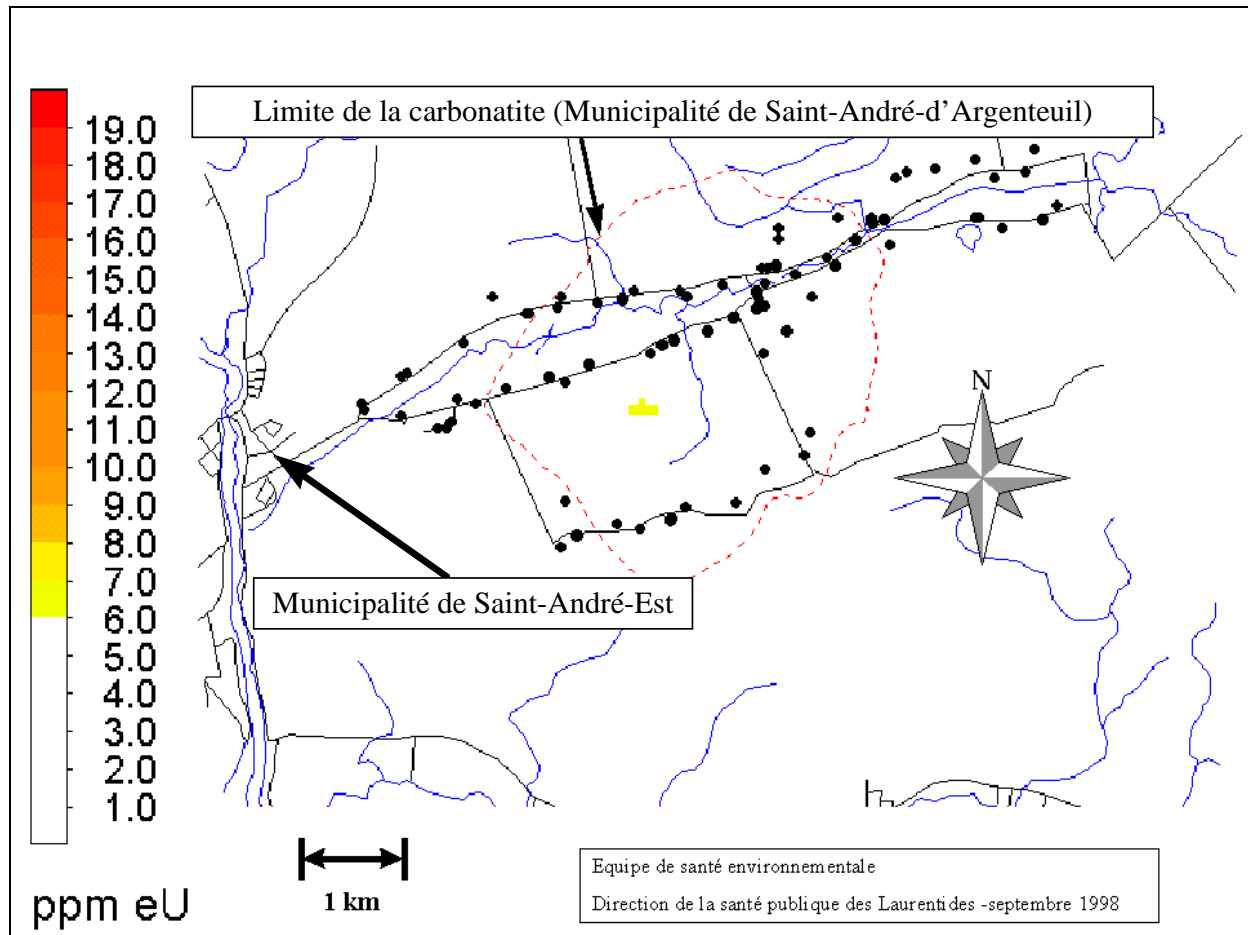 Limite de la carbonatite (Municipalité de Saint-André-d'Argenteuil)
19.0
18.0
17.0
16.0
15.0
14.0
13.0
12.0
11.0
10.0
9.0
8.0
7.0
6.0
5.0
4.0
3.0
2.0
1.0
ppm eU
N
Municipalité de Saint-André-Est
1 km
Equipe de santé environnementale
Direction de la santé publique des Laurentides -septembre 1998